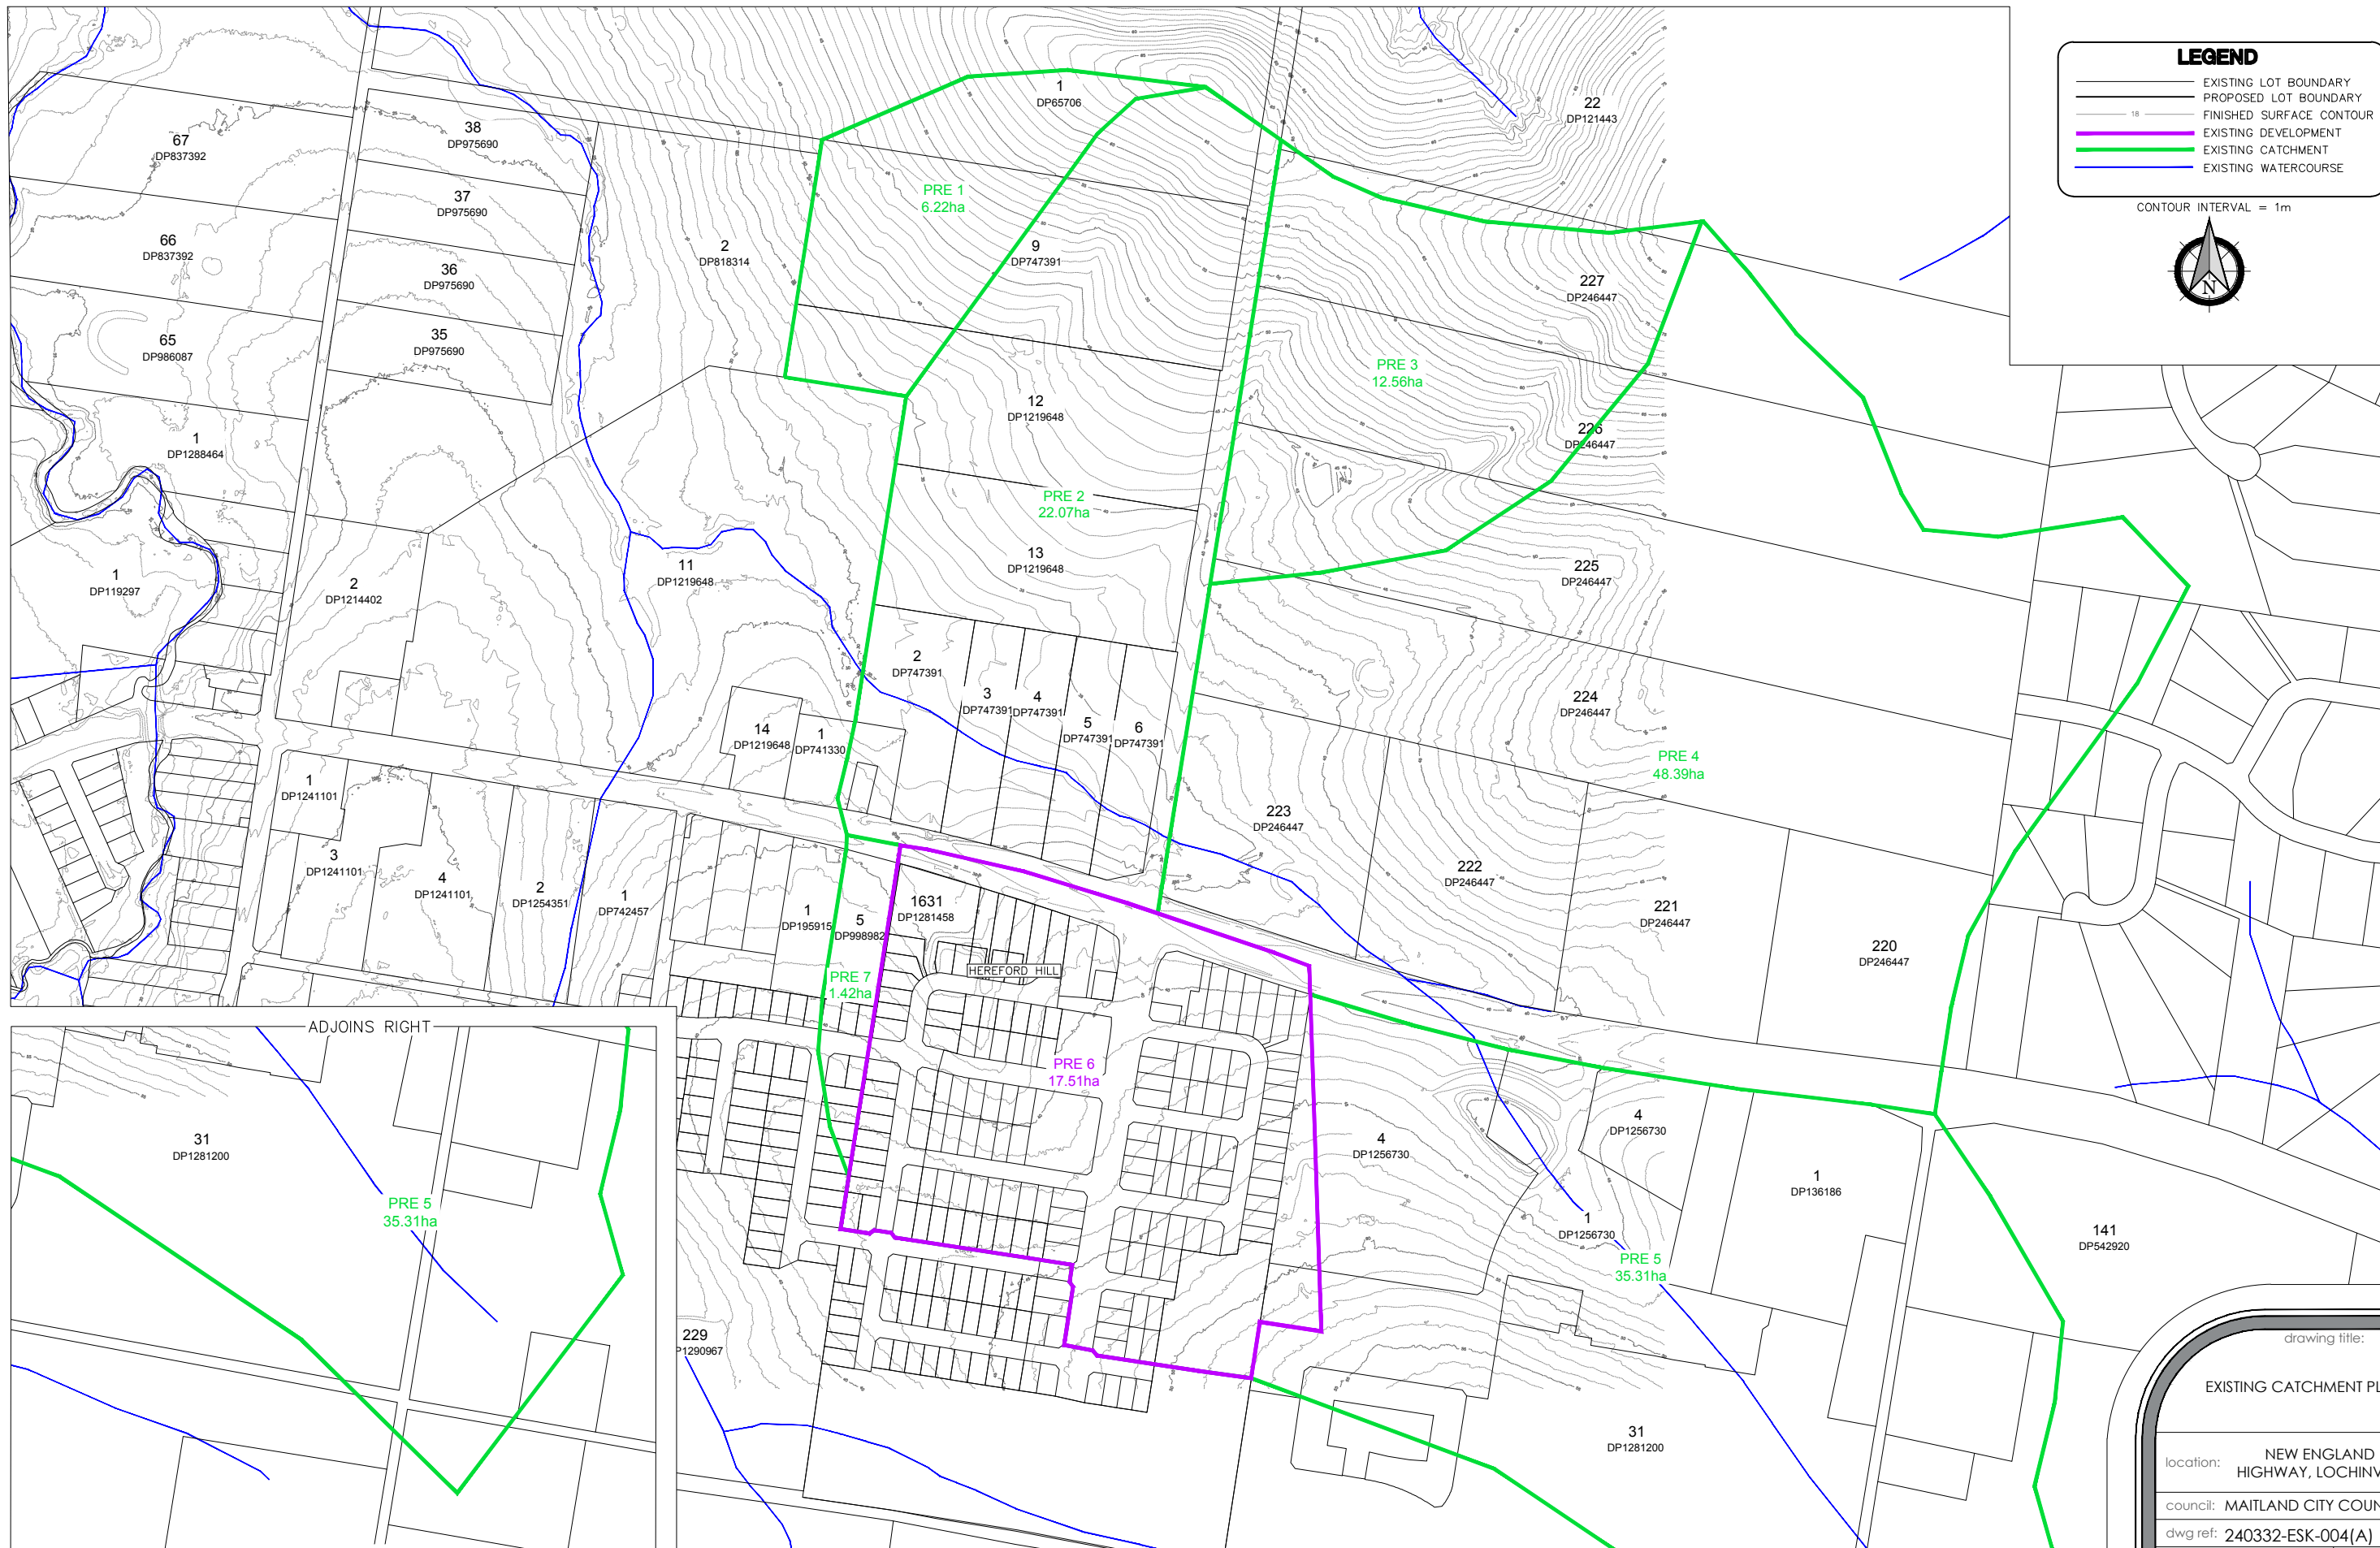 LEGEND
EXISTING LOT BOUNDARY
PROPOSED LOT BOUNDARY
18
FINISHED SURFACE CONTOUR
EXISTING DEVELOPMENT
EXISTING CATCHMENT
EXISTING WATERCOURSE
CONTOUR INTERVAL = 1m
N
1
DP65706
22
DP121443
67
DP837392
38
DP975690
37
DP975690
PRE 1
6.22ha
66
DP837392
36
DP975690
2
DP818314
9
DP747391
227
DP246447
65
DP986087
35
DP975690
PRE 3
12.56ha
12
DP1219648
226
DP246447
1
DP1288464
PRE 2
22.07ha
1
DP119297
2
DP1214402
11
DP1219648
13
DP1219648
225
DP246447
2
DP747391
3
DP747391
4
DP747391
5
DP747391
6
DP747391
224
DP246447
14
DP1219648
1
DP741330
PRE 4
48.39ha
1
DP1241101
223
DP246447
3
DP1241101
4
DP1241101
2
DP1254351
1
DP742457
1
DP195915
5
DP998982
1631
DP1281458
222
DP246447
221
DP246447
220
DP246447
HEREFORD HILL
PRE 7
1.42ha
PRE 6
17.51ha
ADJOINS RIGHT
31
DP1281200
PRE 5
35.31ha
4
DP1256730
4
DP1256730
1
DP136186
1
DP1256730
PRE 5
35.31ha
141
DP542920
229
P1290967
31
DP1281200
drawing title:
EXISTING CATCHMENT PL
location:
NEW ENGLAND
HIGHWAY, LOCHINV
council: MAITLAND CITY COUN
dwg ref: 240332-ESK-004(A)